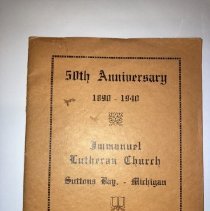 50th Anniversary
1890 - 1940
Immanuel
Lutheran Church
Suttons Bay, - Michigan